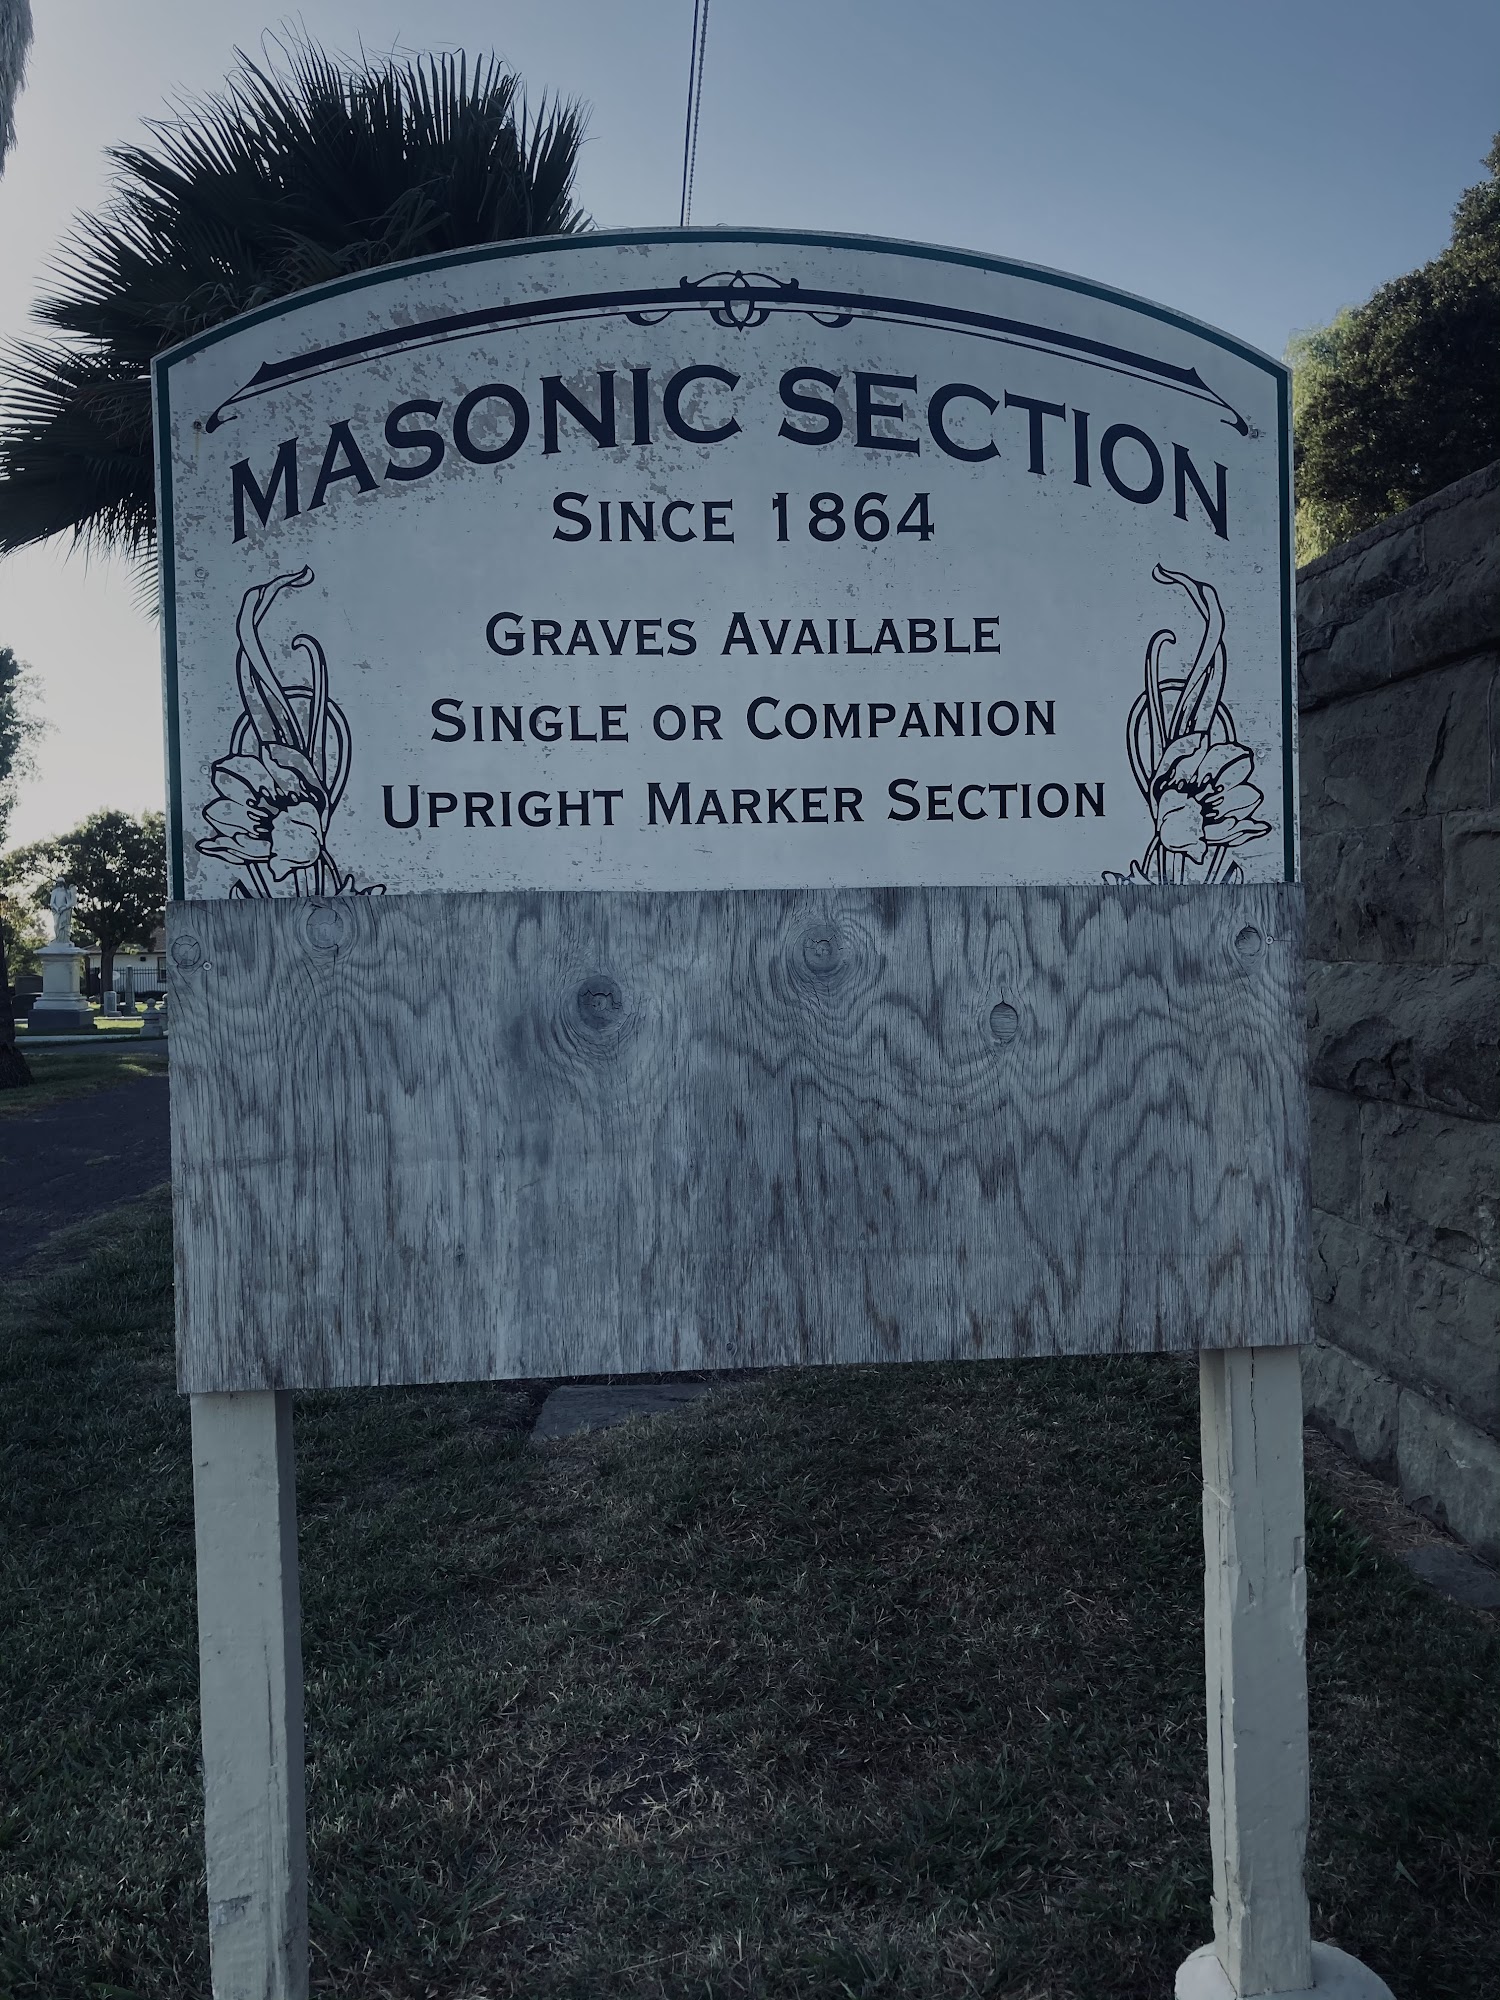 MASONIC SECTION
SINCE 1864
GRAVES AVAILABLE
SINGLE OR COMPANION
UPRIGHT MARKER SECTION